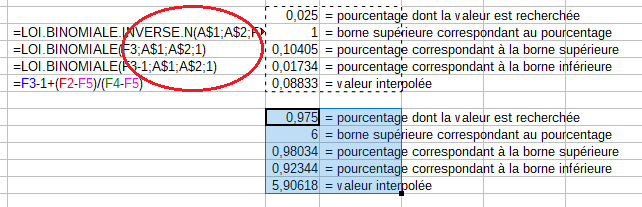 0,025 = pourcentage dont la valeur est recherchée
=LOI.BINOMIALE.INVERSE.N(A$1;A$2;F 1 = borne supérieure correspondant au pourcentage
=LOI.BINOMIALE(F3;A$1;A$2;1) 0,10405 = pourcentage correspondant à la borne supérieure
=LOI.BINOMIALE(F3-1;A$1;A$2;1) 0,01734 = pourcentage correspondant à la borne inférieure
=F3-1+(F2-F5)/(F4-F5) 0,08833 = valeur interpolée
0,975 = pourcentage dont la valeur est recherchée
6 = borne supérieure correspondant au pourcentage
0,98034 = pourcentage correspondant à la borne supérieure
0,92344 = pourcentage correspondant à la borne inférieure
5,90618 = valeur interpolée